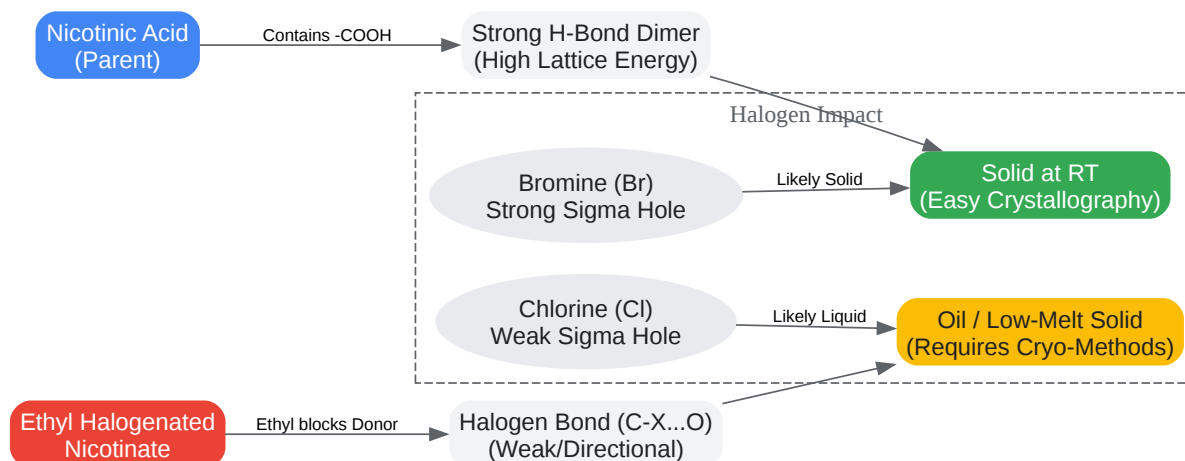 Nicotinic Acid
(Parent)
Contains -COOH
Strong H-Bond Dimer
(High Lattice Energy)
Halogen Impact
Bromine (Br)
Strong Sigma Hole
Likely Solid
Solid at RT
(Easy Crystallography)
Chlorine (Cl)
Weak Sigma Hole
Likely Liquid
Oil / Low-Melt Solid
(Requires Cryo-Methods)
Ethyl Halogenated
Nicotinate
Ethyl blocks Donor
Halogen Bond (C-X...O)
(Weak/Directional)